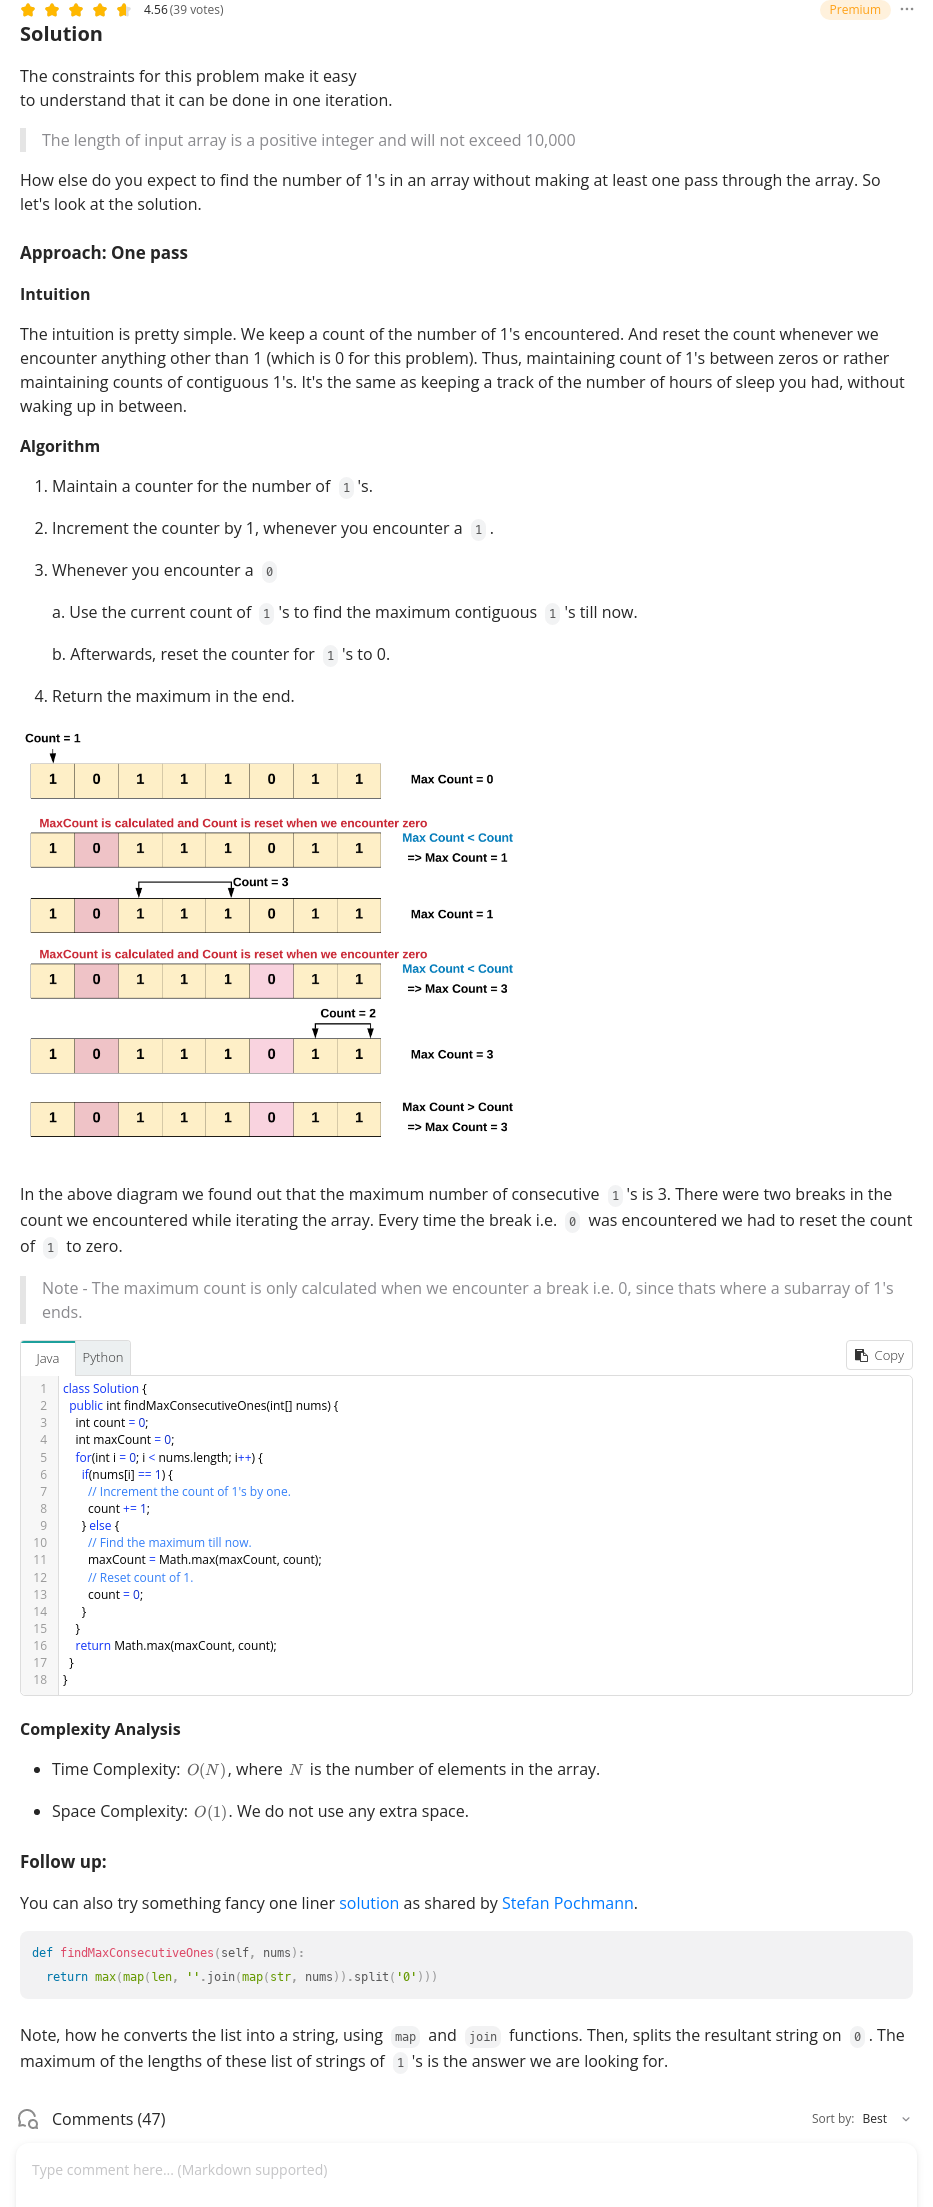 4.56 (39 votes)
Premium
Solution
The constraints for this problem make it easy
to understand that it can be done in one iteration.
The length of input array is a positive integer and will not exceed 10,000
How else do you expect to find the number of 1's in an array without making at least one pass through the array. So
let's look at the solution.
Approach: One pass
Intuition
The intuition is pretty simple. We keep a count of the number of 1's encountered. And reset the count whenever we
encounter anything other than 1 (which is 0 for this problem). Thus, maintaining count of 1's between zeros or rather
maintaining counts of contiguous 1's. It's the same as keeping a track of the number of hours of sleep you had, without
waking up in between.
Algorithm
1. Maintain a counter for the number of 1 's.
2. Increment the counter by 1, whenever you encounter a 1 .
3. Whenever you encounter a 0
a. Use the current count of 1 's to find the maximum contiguous 1 's till now.
b. Afterwards, reset the counter for 1 's to 0.
4. Return the maximum in the end.
Count = 1
1 0 1 1 1 0 1 1 Max Count = 0
MaxCount is calculated and Count is reset when we encounter zero
Max Count < Count
1 0 1 1 1 0 1 1
=> Max Count = 1
Count = 3
1 0 1 1 1 0 1 1 Max Count = 1
MaxCount is calculated and Count is reset when we encounter zero
Max Count < Count
1 0 1 1 1 0 1 1
=> Max Count = 3
Count = 2
1 0 1 1 1 0 1 1 Max Count = 3
Max Count > Count
1 0 1 1 1 0 1 1
=> Max Count = 3
In the above diagram we found out that the maximum number of consecutive 1 's is 3. There were two breaks in the
count we encountered while iterating the array. Every time the break i.e. 0 was encountered we had to reset the count
of 1 to zero.
Note - The maximum count is only calculated when we encounter a break i.e. 0, since thats where a subarray of 1's
ends.
Java Python Copy
1 class Solution {
2 public int findMaxConsecutiveOnes(int[] nums) {
3 int count = 0;
4 int maxCount = 0;
5 for(int i = 0; i < nums.length; i++) {
6 if(nums[i] == 1) {
7 // Increment the count of 1's by one.
8 count += 1;
9 } else {
10 // Find the maximum till now.
11 maxCount = Math.max(maxCount, count);
12 // Reset count of 1.
13 count = 0;
14 }
15 }
16 return Math.max(maxCount, count);
17 }
18 }
Complexity Analysis
• Time Complexity: O(N), where N is the number of elements in the array.
• Space Complexity: O(1). We do not use any extra space.
Follow up:
You can also try something fancy one liner solution as shared by Stefan Pochmann.
def findMaxConsecutiveOnes(self, nums):
return max(map(len, ''.join(map(str, nums)).split('0')))
Note, how he converts the list into a string, using map and join functions. Then, splits the resultant string on 0 . The
maximum of the lengths of these list of strings of 1 's is the answer we are looking for.
Comments (47)
Sort by: Best
Type comment here... (Markdown supported)